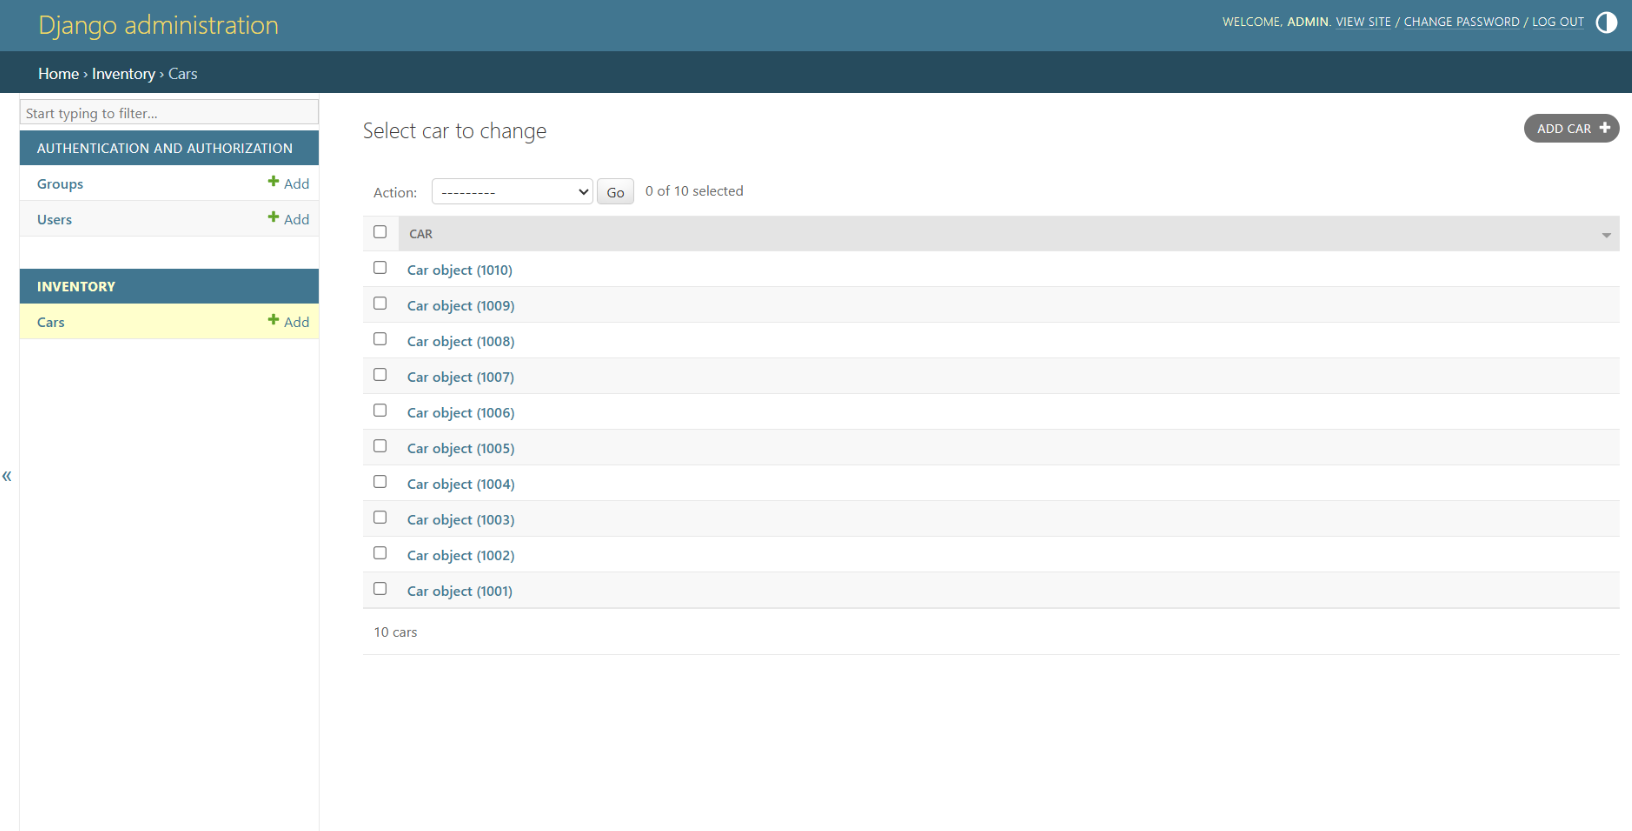 Django administration
WELCOME, ADMIN. VIEW SITE / CHANGE PASSWORD / LOG OUT
Home › Inventory › Cars
Start typing to filter...
AUTHENTICATION AND AUTHORIZATION
Groups Add
Users Add
INVENTORY
Cars Add
«
Select car to change
ADD CAR
Action: --------- Go 0 of 10 selected
CAR
Car object (1010)
Car object (1009)
Car object (1008)
Car object (1007)
Car object (1006)
Car object (1005)
Car object (1004)
Car object (1003)
Car object (1002)
Car object (1001)
10 cars